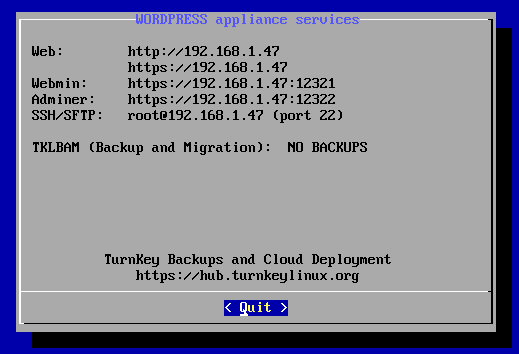 WORDPRESS appliance services
Web: http://192.168.1.47
https://192.168.1.47
Webmin: https://192.168.1.47:12321
Adminer: https://192.168.1.47:12322
SSH/SFTP: root@192.168.1.47 (port 22)
TKLBAM (Backup and Migration): NO BACKUPS
TurnKey Backups and Cloud Deployment
https://hub.turnkeylinux.org
< Quit >